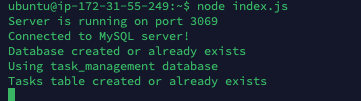 ubuntu@ip-172-31-55-249:~$ node index.js
Server is running on port 3069
Connected to MySQL server!
Database created or already exists
Using task_management database
Tasks table created or already exists